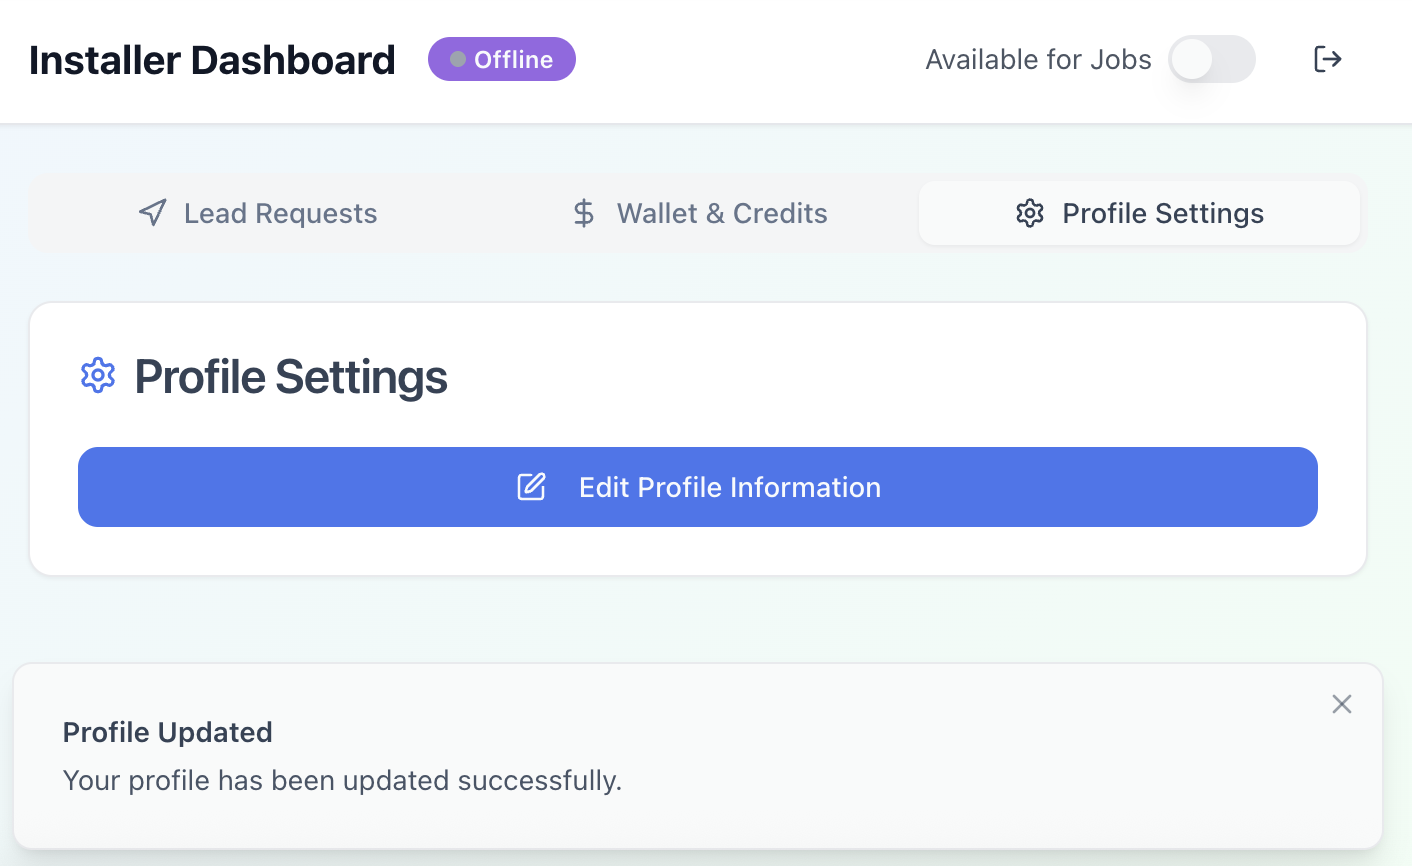 Installer Dashboard
Offline
Available for Jobs
Lead Requests
Wallet & Credits
Profile Settings
Profile Settings
Edit Profile Information
Profile Updated
Your profile has been updated successfully.